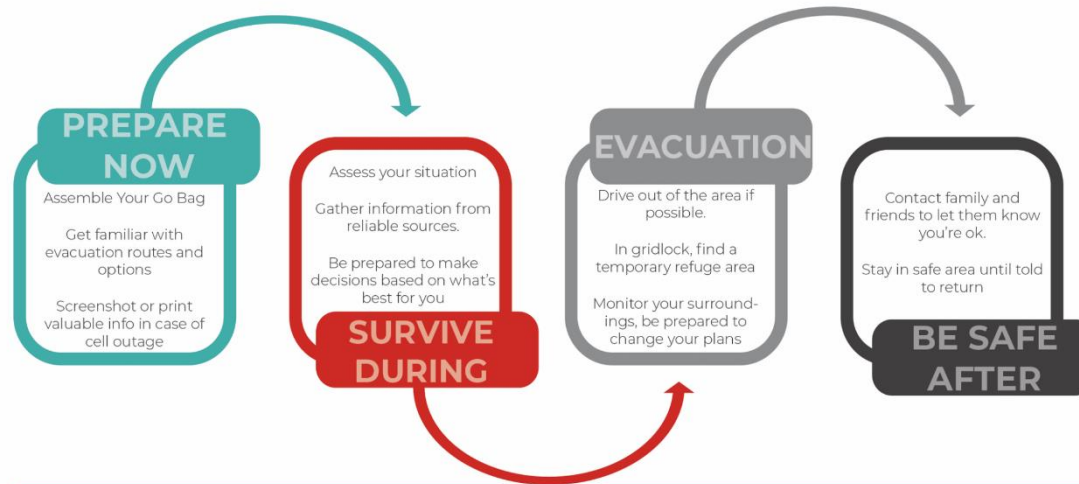 PREPARE
NOW
Assemble Your Go Bag
Get familiar with
evacuation routes and
options
Screenshot or print
valuable info in case of
cell outage
Assess your situation
Gather information from
reliable sources.
Be prepared to make
decisions based on what's
best for you
SURVIVE
DURING
EVACUATION
Drive out of the area if
possible.
In gridlock, find a
temporary refuge area
Monitor your surround-
ings, be prepared to
change your plans
Contact family and
friends to let them know
you're ok.
Stay in safe area until told
to return
BE SAFE
AFTER